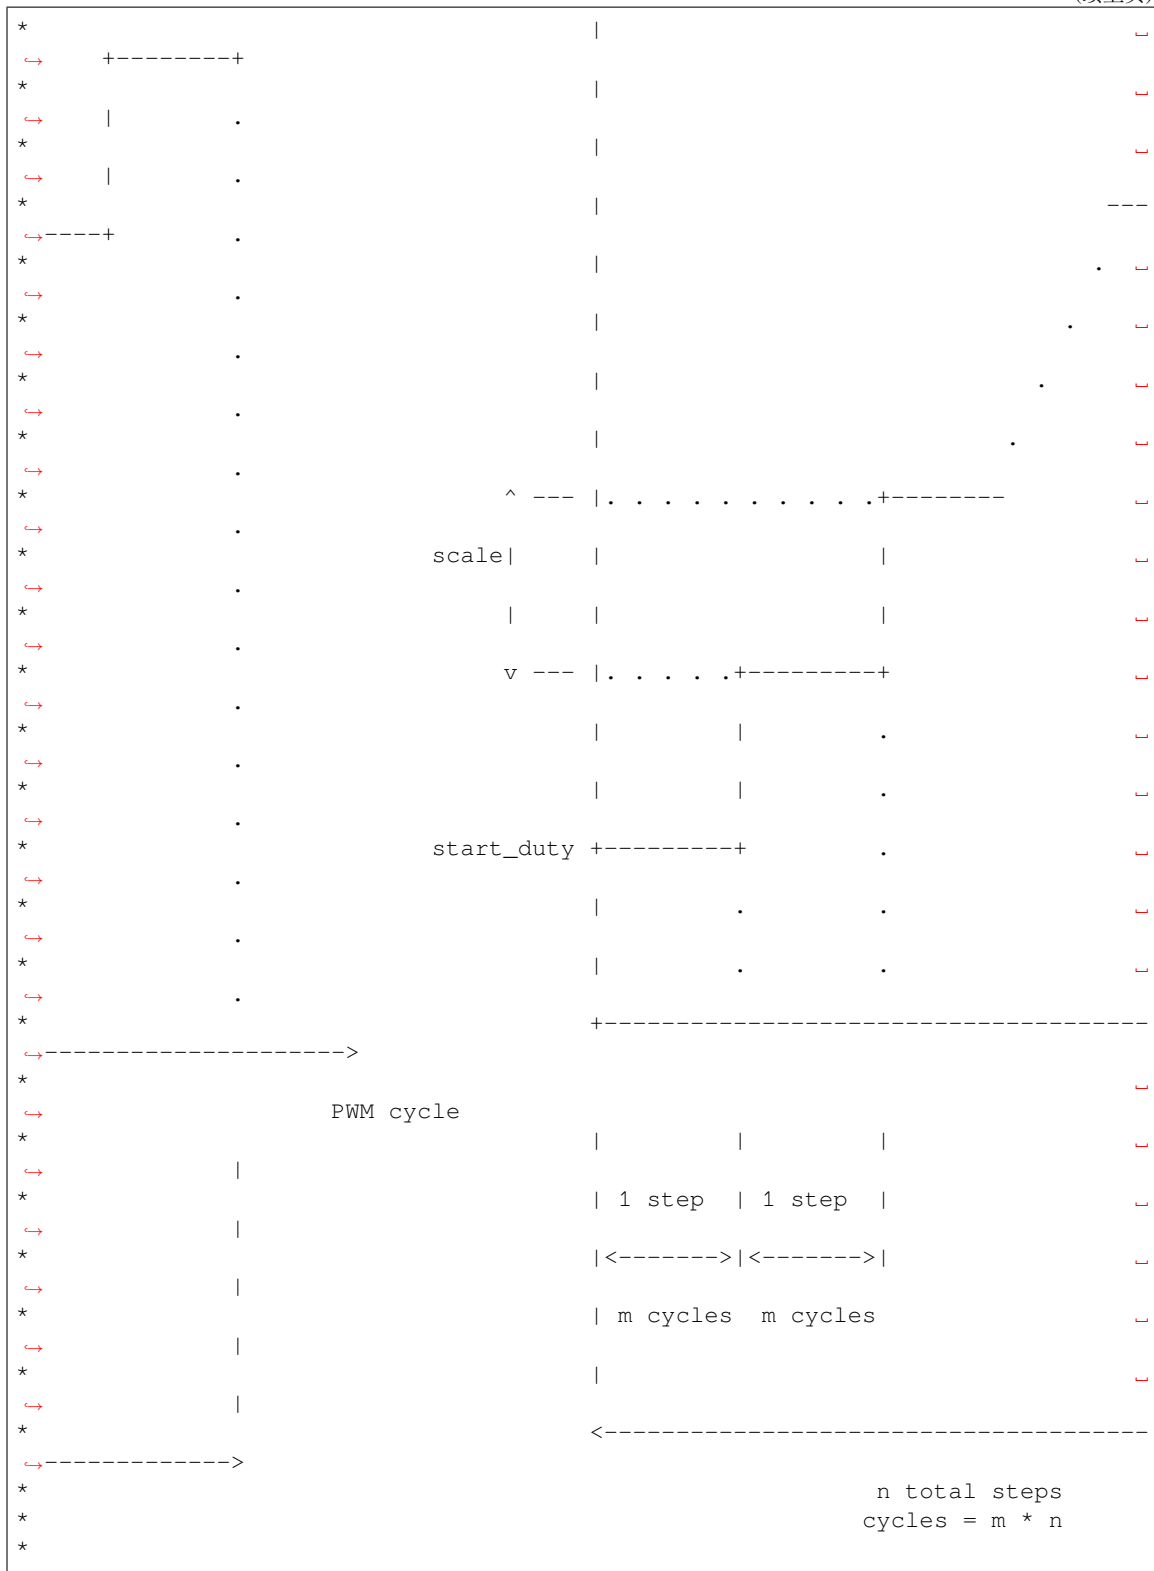 *                                       |                                     ␣
↪    +--------+
*                                       |                                     ␣
↪    |        .
*                                       |                                     ␣
↪    |        .
*                                       |                                   ---
↪----+        .
*                                       |                                  .  ␣
↪             .
*                                       |                                .    ␣
↪             .
*                                       |                              .      ␣
↪             .
*                                       |                            .        ␣
↪             .
*                                 ^ --- |. . . . . . . . . .+--------         ␣
↪             .
*                            scale|     |                   |                 ␣
↪             .
*                                 |     |                   |                 ␣
↪             .
*                                 v --- |. . . . .+---------+                 ␣
↪             .
*                                       |         |         .                 ␣
↪             .
*                                       |         |         .                 ␣
↪             .
*                            start_duty +---------+         .                 ␣
↪             .
*                                       |         .         .                 ␣
↪             .
*                                       |         .         .                 ␣
↪             .
*                                       +--------------------------------------
↪--------------------->
*                                                                             ␣
↪                    PWM cycle
*                                       |         |         |                 ␣
↪             |
*                                       | 1 step  | 1 step  |                 ␣
↪             |
*                                       |<------->|<------->|                 ␣
↪             |
*                                       | m cycles  m cycles                  ␣
↪             |
*                                       |                                     ␣
↪             |
*                                       <--------------------------------------
↪------------->
*                                                           n total steps
*                                                          cycles = m * n
*